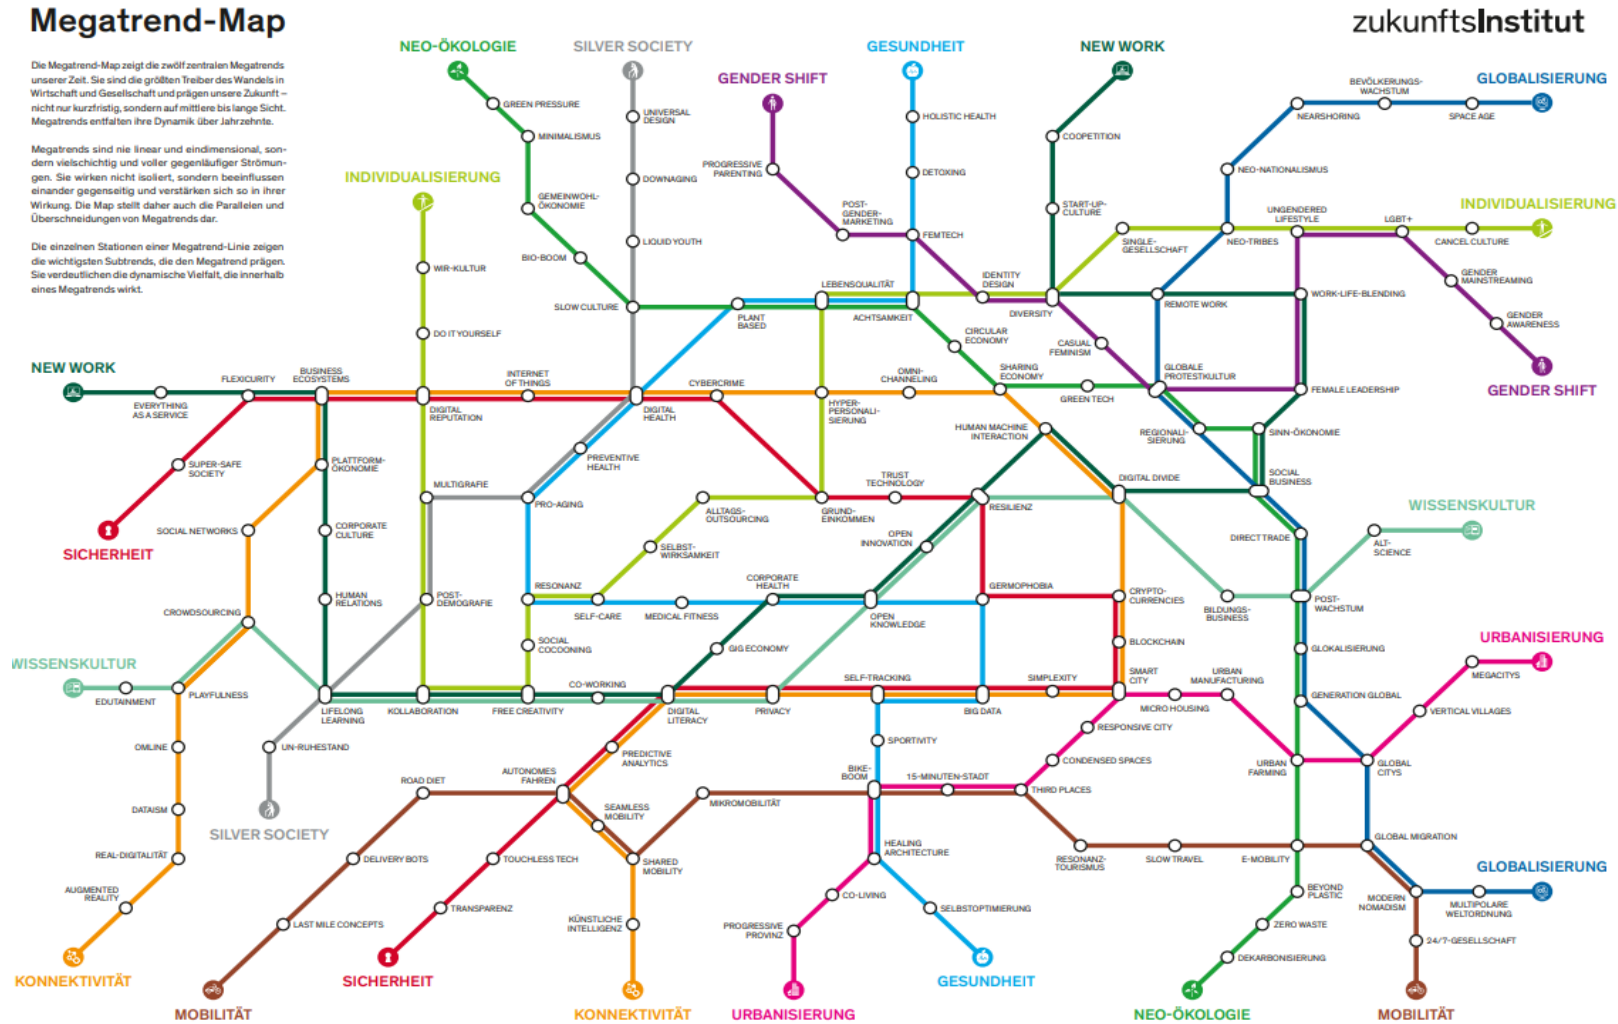 Megatrend-Map
zukunftsInstitut
Die Megatrend-Map zeigt die zwölf zentralen Megatrends
unserer Zeit. Sie sind die größten Treiber des Wandels in
Wirtschaft und Gesellschaft und prägen unsere Zukunft –
nicht nur kurzfristig, sondern auf mittlere bis lange Sicht.
Megatrends entfalten ihre Dynamik über Jahrzehnte.
Megatrends sind nie linear und eindimensional, son-
dern vielschichtig und voller gegenläufiger Strömun-
gen. Sie wirken nicht isoliert, sondern beeinflussen
einander gegenseitig und verstärken sich so in ihrer
Wirkung. Die Map stellt daher auch die Parallelen und
Überschneidungen von Megatrends dar.
Die einzelnen Stationen einer Megatrend-Linie zeigen
die wichtigsten Subtrends, die den Megatrend prägen.
Sie verdeutlichen die dynamische Vielfalt, die innerhalb
eines Megatrends wirkt.
NEO-ÖKOLOGIE
SILVER SOCIETY
GESUNDHEIT
NEW WORK
GENDER SHIFT
GLOBALISIERUNG
BEVÖLKERUNGS-
WACHSTUM
NEARSHORING
SPACE AGE
GREEN PRESSURE
UNIVERSAL
DESIGN
HOLISTIC HEALTH
MINIMALISMUS
COOPETITION
PROGRESSIVE
PARENTING
DETOXING
NEO-NATIONALISMUS
INDIVIDUALISIERUNG
DOWNAGING
GEMEINWOHL-
ÖKONOMIE
POST-
GENDER-
MARKETING
START-UP-
CULTURE
UNGENDERED
LIFESTYLE
LGBT+
INDIVIDUALISIERUNG
LIQUID YOUTH
FEMTECH
SINGLE-
GESELLSCHAFT
NEO-TRIBES
CANCEL CULTURE
BIO-BOOM
WIR-KULTUR
LEBENSQUALITÄT
IDENTITY
DESIGN
GENDER
MAINSTREAMING
SLOW CULTURE
PLANT
BASED
ACHTSAMKEIT
DIVERSITY
REMOTE WORK
WORK-LIFE-BLENDING
GENDER
AWARENESS
DO IT YOURSELF
CIRCULAR
ECONOMY
CASUAL
FEMINISM
NEW WORK
FLEXICURITY
BUSINESS
ECOSYSTEMS
INTERNET
OF THINGS
CYBERCRIME
OMNI-
CHANNELING
SHARING
ECONOMY
GLOBALE
PROTESTKULTUR
FEMALE LEADERSHIP
GENDER SHIFT
EVERYTHING
AS A SERVICE
DIGITAL
REPUTATION
DIGITAL
HEALTH
HYPER-
PERSONALI-
SIERUNG
GREEN TECH
HUMAN MACHINE
INTERACTION
REGIONALI-
SIERUNG
SINN-ÖKONOMIE
SUPER-SAFE
SOCIETY
PLATTFORM-
ÖKONOMIE
PREVENTIVE
HEALTH
TRUST
TECHNOLOGY
DIGITAL DIVIDE
SOCIAL
BUSINESS
MULTIGRAFIE
PRO-AGING
ALLTAGS-
OUTSOURCING
GRUND-
EINKOMMEN
RESILIENZ
WISSENSKULTUR
SICHERHEIT
SOCIAL NETWORKS
CORPORATE
CULTURE
SELBST-
WIRKSAMKEIT
OPEN
INNOVATION
DIRECT TRADE
ALT-
SCIENCE
CROWDSOURCING
HUMAN
RELATIONS
POST-
DEMOGRAFIE
RESONANZ
SELF-CARE
MEDICAL FITNESS
CORPORATE
HEALTH
OPEN
KNOWLEDGE
GERMOPHOBIA
CRYPTO-
CURRENCIES
BILDUNGS-
BUSINESS
POST-
WACHSTUM
SOCIAL
COCOONING
GIG ECONOMY
BLOCKCHAIN
GLOKALISIERUNG
URBANISIERUNG
WISSENSKULTUR
EDUTAINMENT
PLAYFULNESS
LIFELONG
LEARNING
KOLLABORATION
FREE CREATIVITY
CO-WORKING
DIGITAL
LITERACY
PRIVACY
SELF-TRACKING
BIG DATA
SIMPLEXITY
SMART
CITY
MICRO HOUSING
URBAN
MANUFACTURING
GENERATION GLOBAL
MEGACITYS
VERTICAL VILLAGES
OMLINE
UN-RUHESTAND
PREDICTIVE
ANALYTICS
SPORTIVITY
RESPONSIVE CITY
CONDENSED SPACES
URBAN
FARMING
GLOBAL
CITYS
ROAD DIET
AUTONOMES
FAHREN
BIKE-
BOOM
15-MINUTEN-STADT
THIRD PLACES
DATAISM
SILVER SOCIETY
SEAMLESS
MOBILITY
MIKROMOBILITÄT
REAL-DIGITALITÄT
DELIVERY BOTS
TOUCHLESS TECH
SHARED
MOBILITY
HEALING
ARCHITECTURE
RESONANZ-
TOURISMUS
SLOW TRAVEL
E-MOBILITY
GLOBAL MIGRATION
GLOBALISIERUNG
AUGMENTED
REALITY
LAST MILE CONCEPTS
TRANSPARENZ
KÜNSTLICHE
INTELLIGENZ
CO-LIVING
PROGRESSIVE
PROVINZ
SELBSTOPTIMIERUNG
BEYOND
PLASTIC
MODERN
NOMADISM
MULTIPOLARE
WELTORDNUNG
ZERO WASTE
24/7-GESELLSCHAFT
DEKARBONISIERUNG
KONNEKTIVITÄT
SICHERHEIT
GESUNDHEIT
MOBILITÄT
KONNEKTIVITÄT
URBANISIERUNG
NEO-ÖKOLOGIE
MOBILITÄT